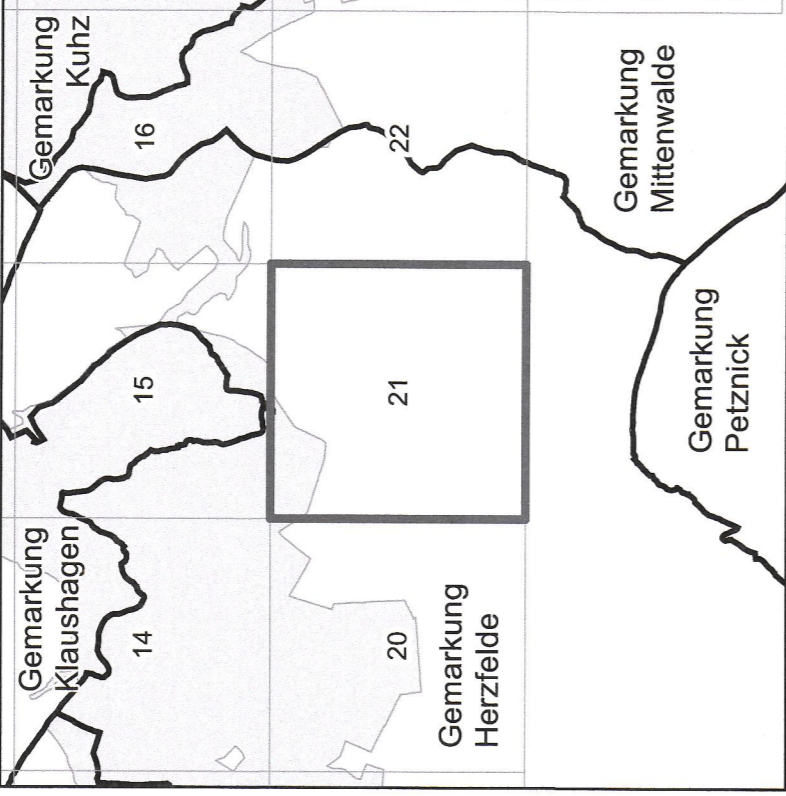 Gemarkung
Klaushagen
Gemarkung
Kuhz
14
15
16
20
21
22
Gemarkung
Herzfelde
Gemarkung
Mittenwalde
Gemarkung
Petznick